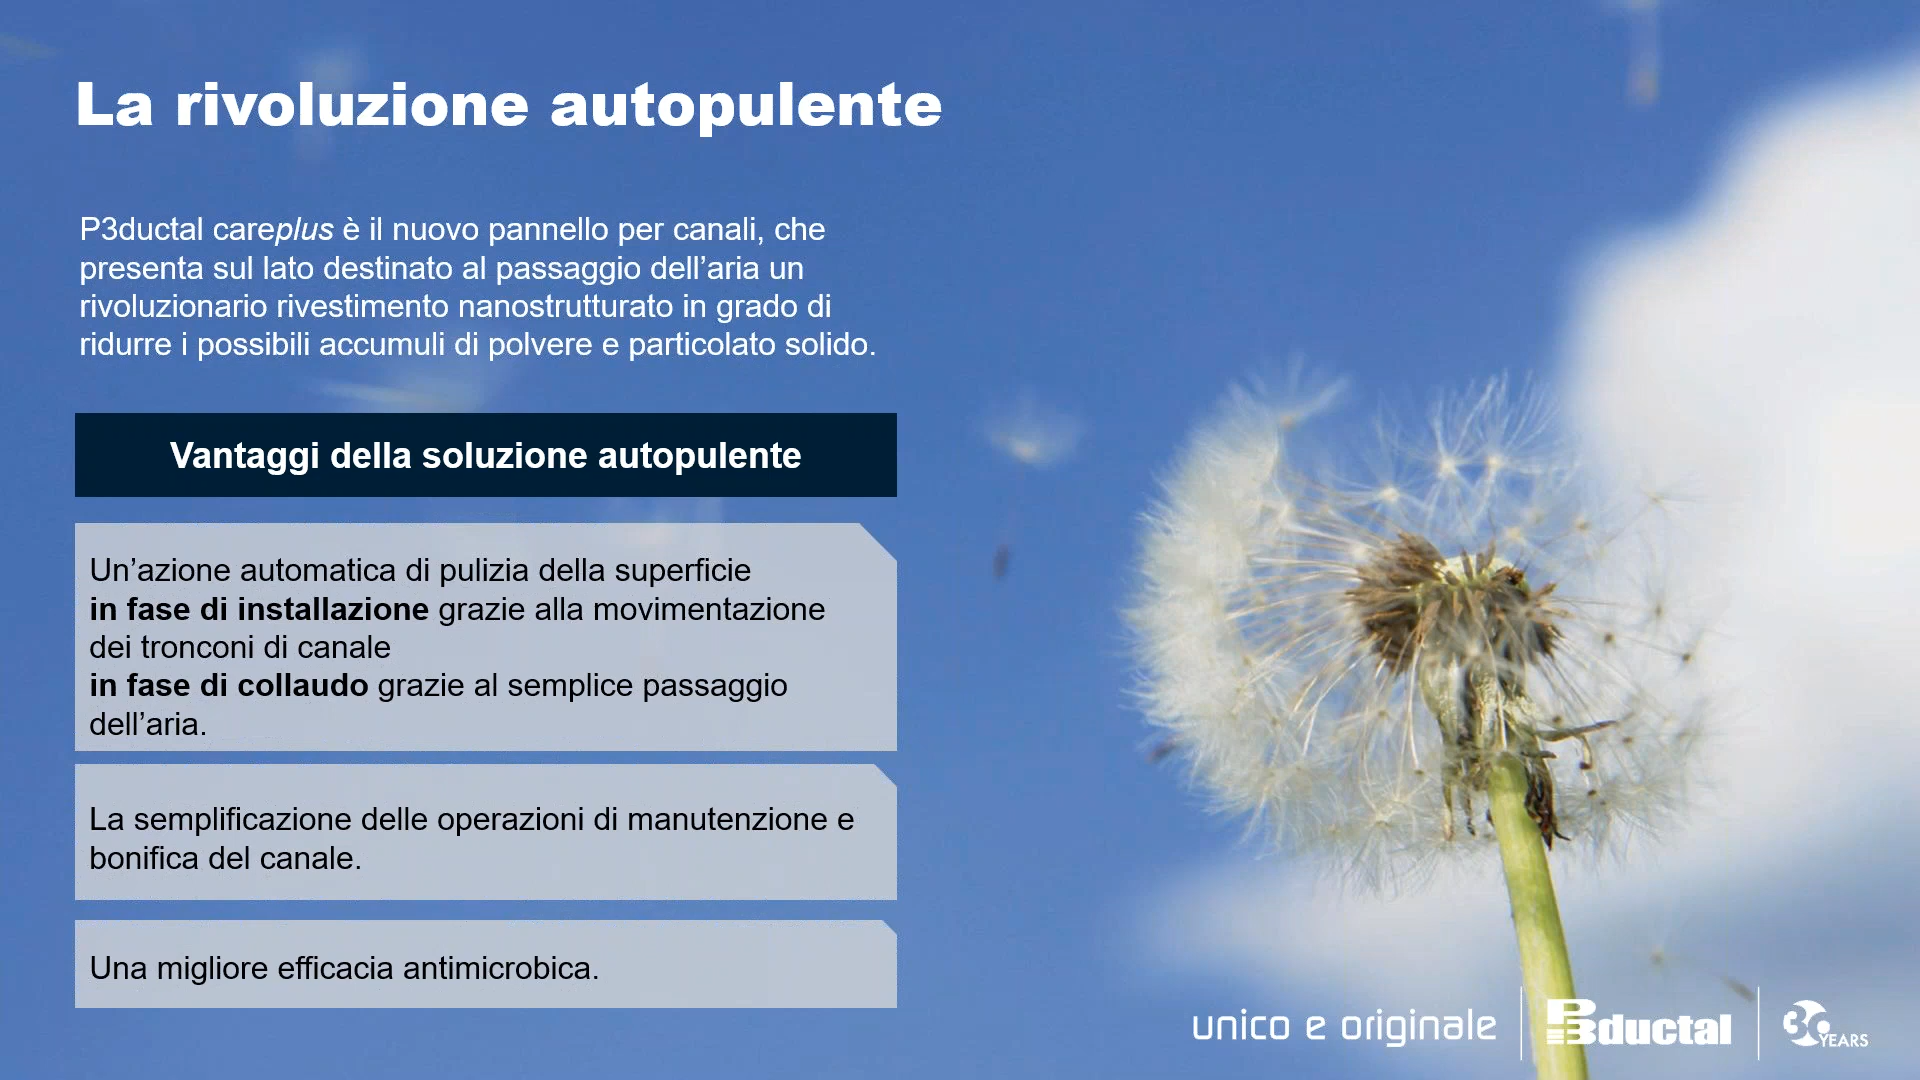 La rivoluzione autopulente
P3ductal careplus è il nuovo pannello per canali, che
presenta sul lato destinato al passaggio dell’aria un
rivoluzionario rivestimento nanostrutturato in grado di
ridurre i possibili accumuli di polvere e particolato solido.
Vantaggi della soluzione autopulente
Un’azione automatica di pulizia della superficie
in fase di installazione grazie alla movimentazione
dei tronconi di canale
in fase di collaudo grazie al semplice passaggio
dell’aria.
La semplificazione delle operazioni di manutenzione e
bonifica del canale.
Una migliore efficacia antimicrobica.
unico e originale
P3ductal
30 YEARS